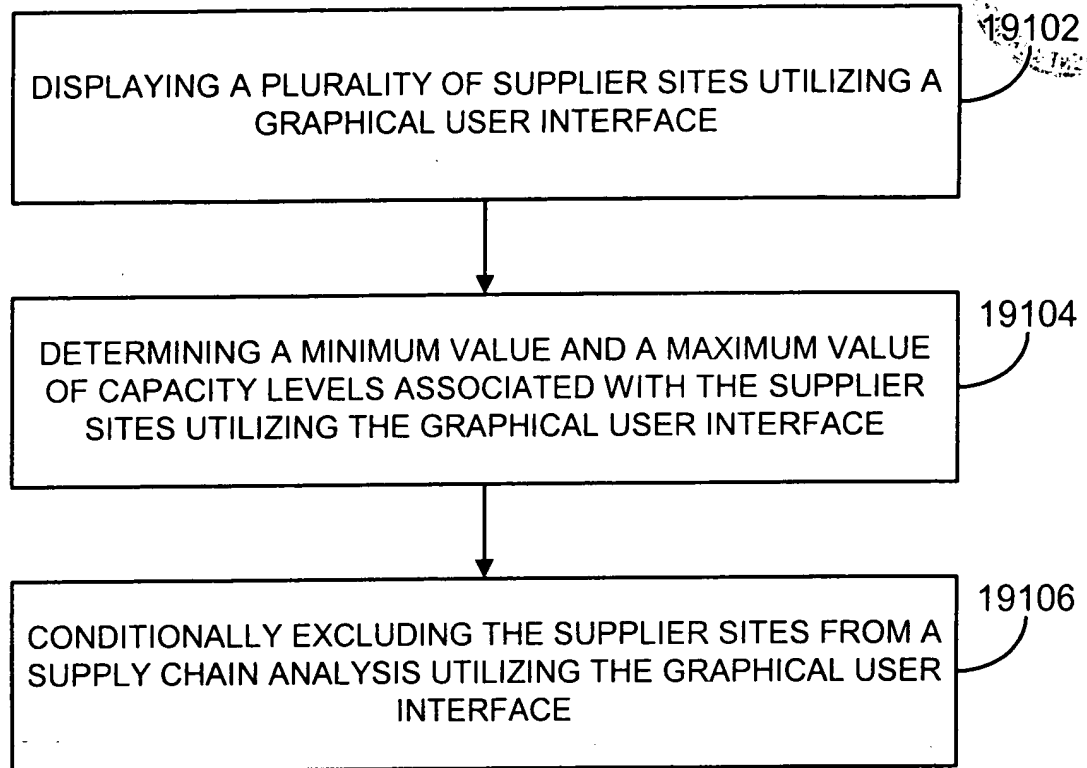 19102
DISPLAYING A PLURALITY OF SUPPLIER SITES UTILIZING A
GRAPHICAL USER INTERFACE
19104
DETERMINING A MINIMUM VALUE AND A MAXIMUM VALUE
OF CAPACITY LEVELS ASSOCIATED WITH THE SUPPLIER
SITES UTILIZING THE GRAPHICAL USER INTERFACE
19106
CONDITIONALLY EXCLUDING THE SUPPLIER SITES FROM A
SUPPLY CHAIN ANALYSIS UTILIZING THE GRAPHICAL USER
INTERFACE